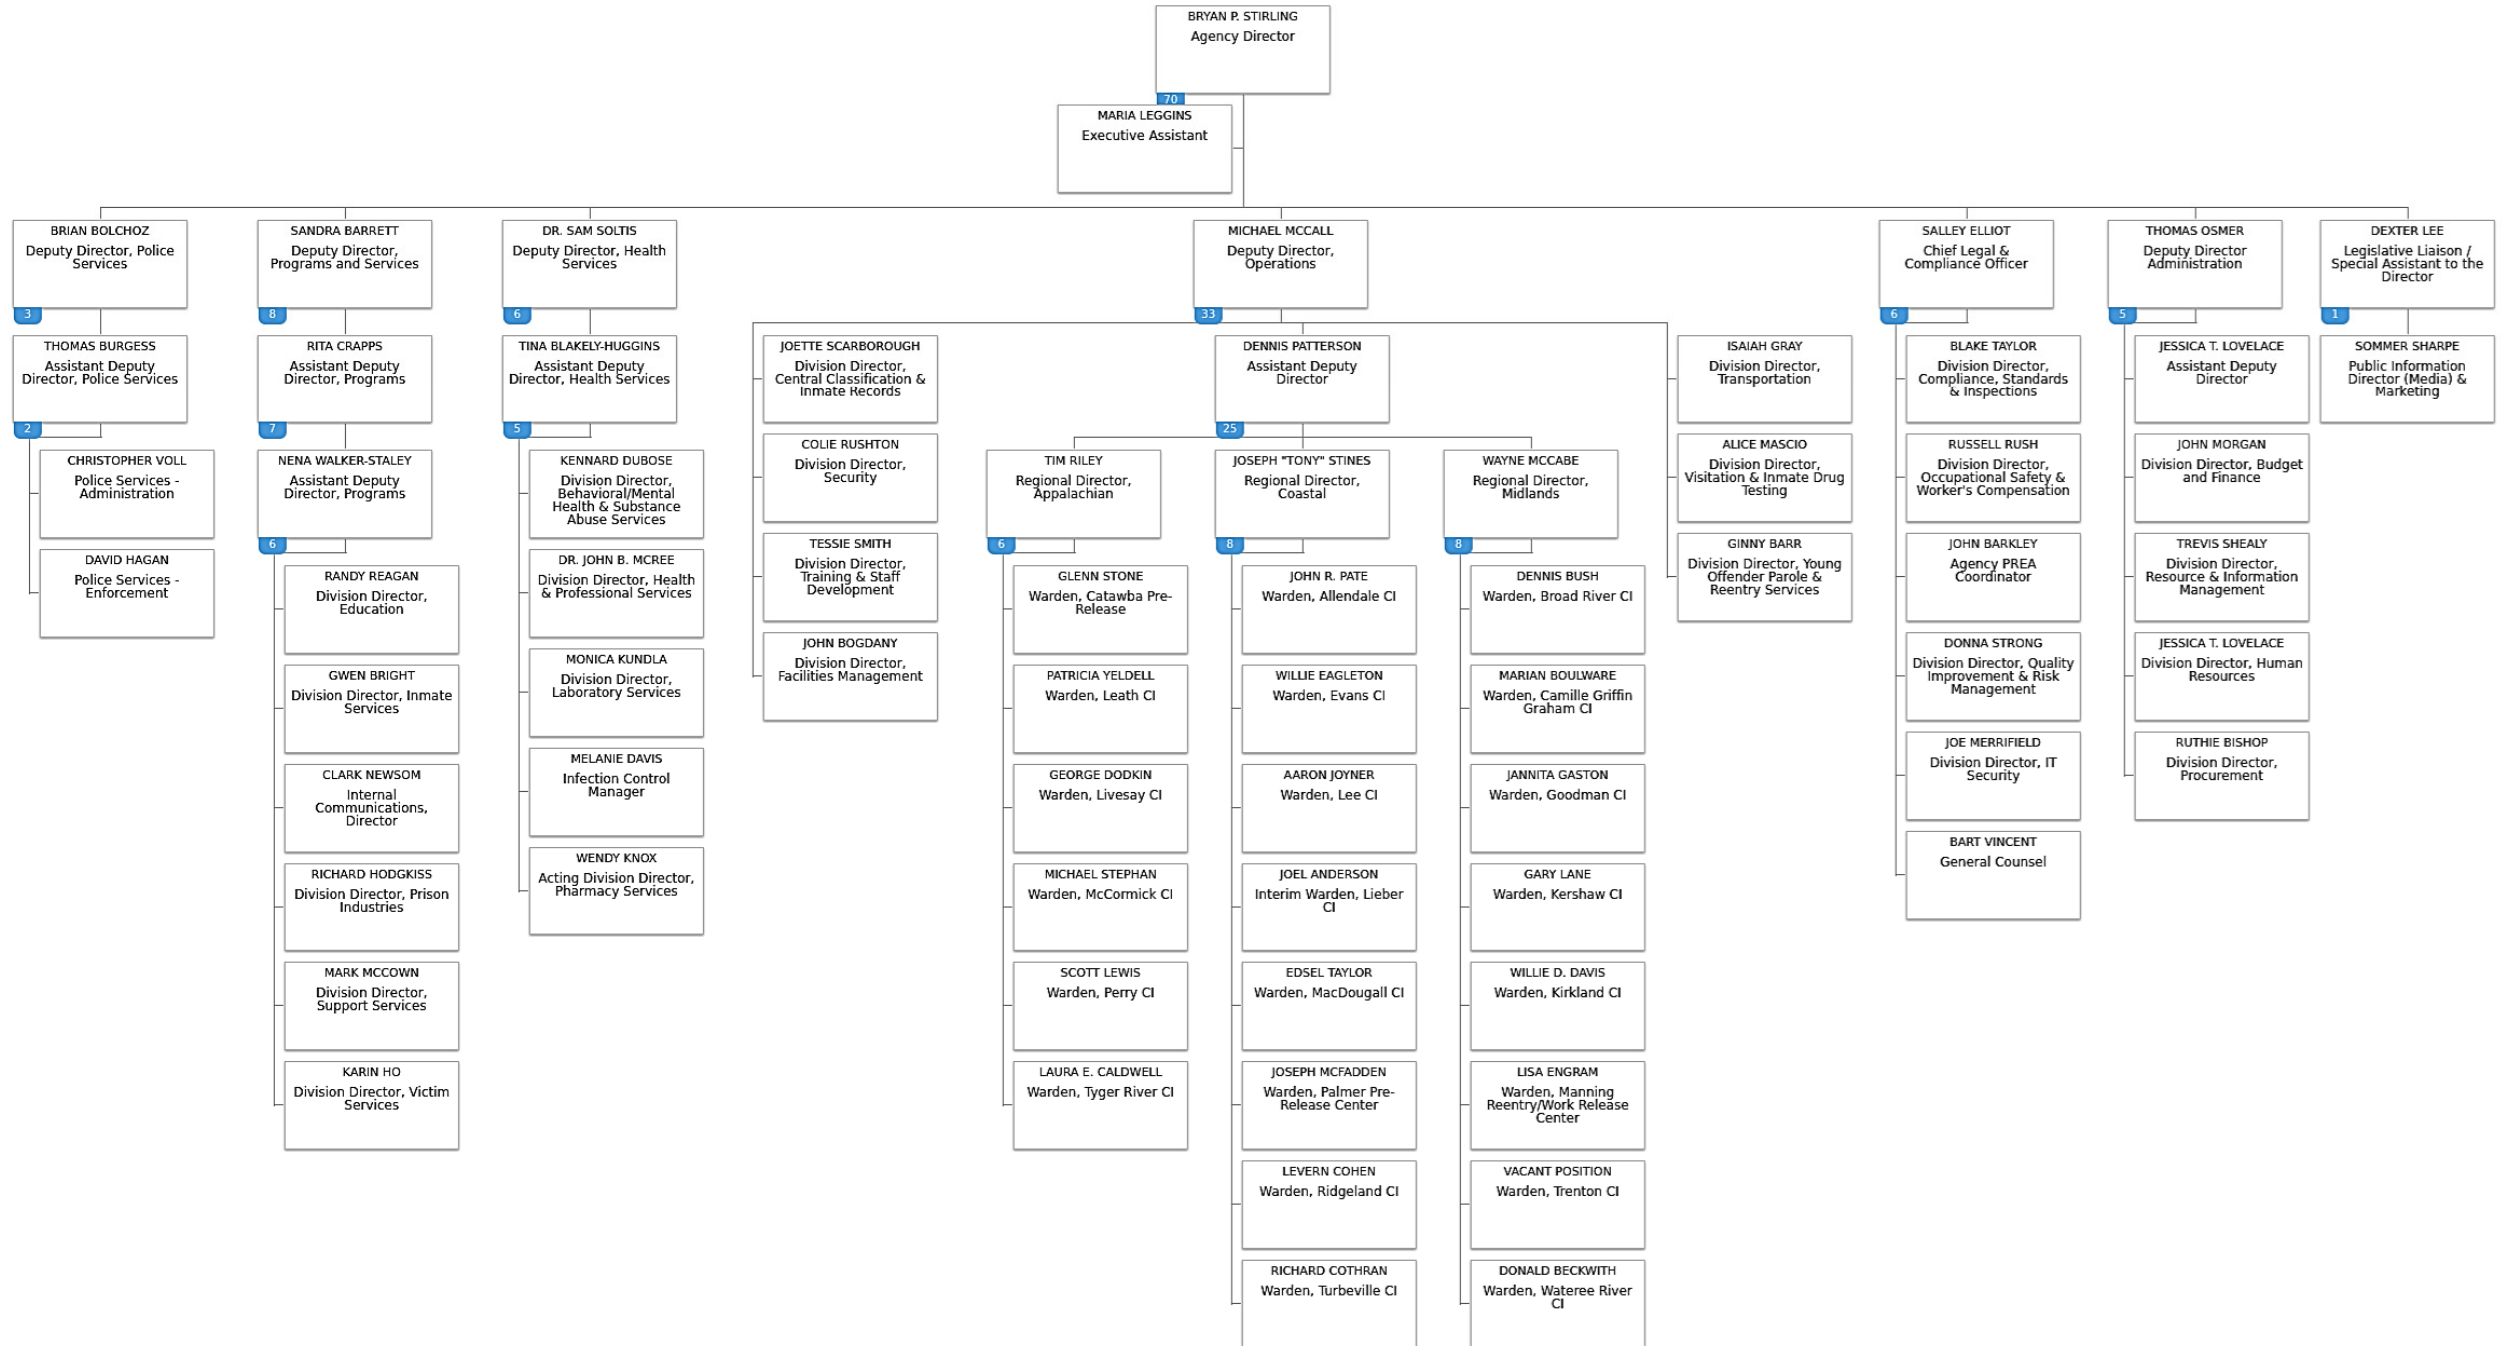 BRYAN P. STIRLING
Agency Director
70
MARIA LEGGINS
Executive Assistant
BRIAN BOLCHOZ
Deputy Director, Police
Services
3
THOMAS BURGESS
Assistant Deputy
Director, Police Services
2
CHRISTOPHER VOLL
Police Services -
Administration
DAVID HAGAN
Police Services -
Enforcement
SANDRA BARRETT
Deputy Director,
Programs and Services
8
RITA CRAPPS
Assistant Deputy
Director, Programs
7
NENA WALKER-STALEY
Assistant Deputy
Director, Programs
6
RANDY REAGAN
Division Director,
Education
GWEN BRIGHT
Division Director, Inmate
Services
CLARK NEWSOM
Internal
Communications,
Director
RICHARD HODGKISS
Division Director, Prison
Industries
MARK MCCOWN
Division Director,
Support Services
KARIN HO
Division Director, Victim
Services
DR. SAM SOLTIS
Deputy Director, Health
Services
6
TINA BLAKELY-HUGGINS
Assistant Deputy
Director, Health Services
5
KENNARD DUBOSE
Division Director,
Behavioral/Mental
Health & Substance
Abuse Services
DR. JOHN B. MCREE
Division Director, Health
& Professional Services
MONICA KUNDLA
Division Director,
Laboratory Services
MELANIE DAVIS
Infection Control
Manager
WENDY KNOX
Acting Division Director,
Pharmacy Services
MICHAEL MCCALL
Deputy Director,
Operations
33
JOETTE SCARBOROUGH
Division Director,
Central Classification &
Inmate Records
COLIE RUSHTON
Division Director,
Security
TESSIE SMITH
Division Director,
Training & Staff
Development
JOHN BOGDANY
Division Director,
Facilities Management
DENNIS PATTERSON
Assistant Deputy
Director
25
TIM RILEY
Regional Director,
Appalachian
6
GLENN STONE
Warden, Catawba Pre-
Release
PATRICIA YELDELL
Warden, Leath CI
GEORGE DODKIN
Warden, Livesay CI
MICHAEL STEPHAN
Warden, McCormick CI
SCOTT LEWIS
Warden, Perry CI
LAURA E. CALDWELL
Warden, Tyger River CI
JOSEPH "TONY" STINES
Regional Director,
Coastal
8
JOHN R. PATE
Warden, Allendale CI
WILLIE EAGLETON
Warden, Evans CI
AARON JOYNER
Warden, Lee CI
JOEL ANDERSON
Interim Warden, Lieber
CI
EDSEL TAYLOR
Warden, MacDougall CI
JOSEPH MCFADDEN
Warden, Palmer Pre-
Release Center
LEVERN COHEN
Warden, Ridgeland CI
RICHARD COTHRAN
Warden, Turbeville CI
WAYNE MCCABE
Regional Director,
Midlands
8
DENNIS BUSH
Warden, Broad River CI
MARIAN BOULWARE
Warden, Camille Griffin
Graham CI
JANNITA GASTON
Warden, Goodman CI
GARY LANE
Warden, Kershaw CI
WILLIE D. DAVIS
Warden, Kirkland CI
LISA ENGRAM
Warden, Manning
Reentry/Work Release
Center
VACANT POSITION
Warden, Trenton CI
DONALD BECKWITH
Warden, Wateree River
CI
ISAIAH GRAY
Division Director,
Transportation
ALICE MASCIO
Division Director,
Visitation & Inmate Drug
Testing
GINNY BARR
Division Director, Young
Offender Parole &
Reentry Services
SALLEY ELLIOT
Chief Legal &
Compliance Officer
6
BLAKE TAYLOR
Division Director,
Compliance, Standards
& Inspections
RUSSELL RUSH
Division Director,
Occupational Safety &
Worker's Compensation
JOHN BARKLEY
Agency PREA
Coordinator
DONNA STRONG
Division Director, Quality
Improvement & Risk
Management
JOE MERRIFIELD
Division Director, IT
Security
BART VINCENT
General Counsel
THOMAS OSMER
Deputy Director
Administration
5
JESSICA T. LOVELACE
Assistant Deputy
Director
JOHN MORGAN
Division Director, Budget
and Finance
TREVIS SHEALY
Division Director,
Resource & Information
Management
JESSICA T. LOVELACE
Division Director, Human
Resources
RUTHIE BISHOP
Division Director,
Procurement
DEXTER LEE
Legislative Liaison /
Special Assistant to the
Director
1
SOMMER SHARPE
Public Information
Director (Media) &
Marketing